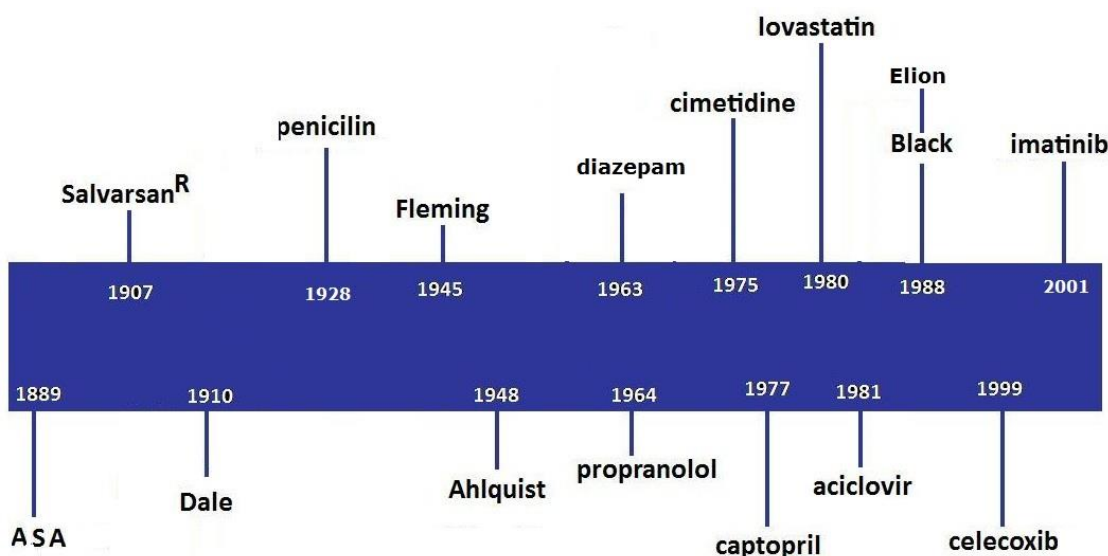 lovastatin
Elion
cimetidine
Black
imatinib
penicilin
diazepam
Salvarsan R
Fleming
1907 1928 1945 1963 1975 1980 1988 2001
1889 1910 1948 1964 1977 1981 1999
propranolol
aciclovir
Ahlquist
Dale
ASA
captopril
celecoxib